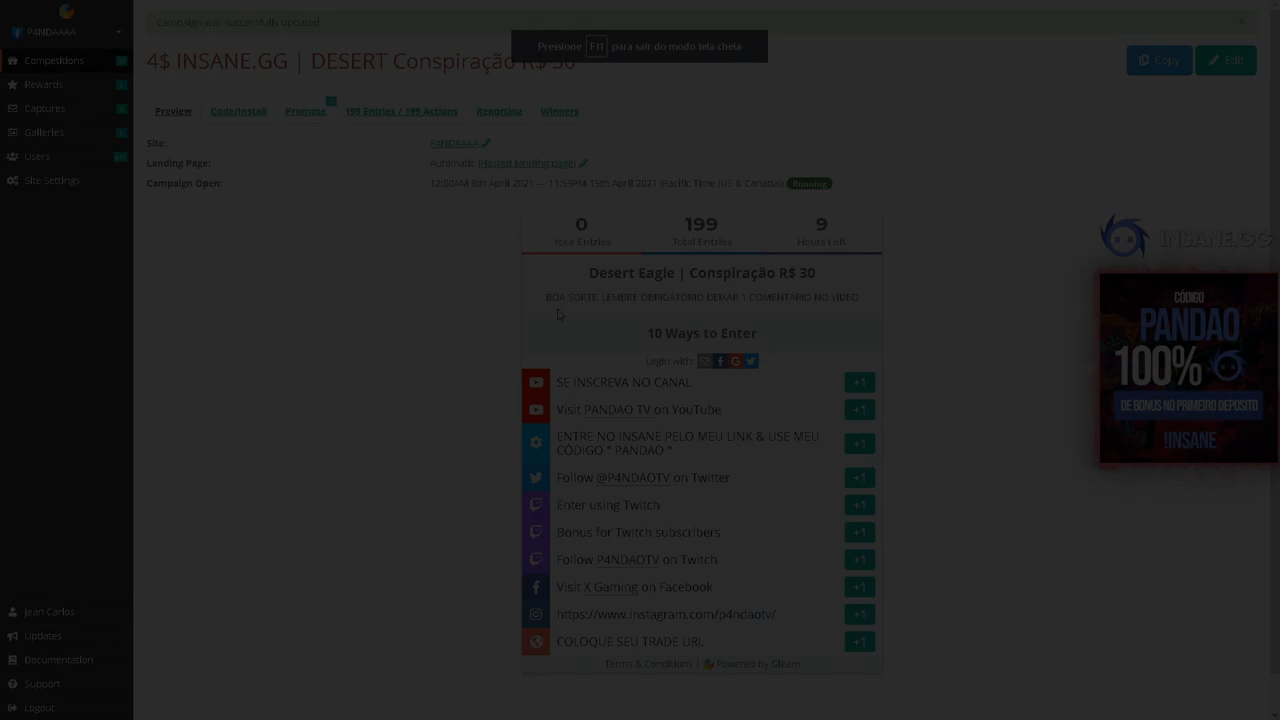 P4NDAAAA
Competitions
Rewards
Captures
Galleries
Users
Site Settings
Jean Carlos
Updates
Documentation
Support
Logout
Campaign was successfully updated
Pressione F11 para sair do modo tela cheia
4$ INSANE.GG | DESERT Conspiração R$ 30
Copy
Edit
Preview
Code/Install
Promote
199 Entries / 199 Actions
Reporting
Winners
Site:
P4NDAAAA
Landing Page:
Automatic (Hosted landing page)
Campaign Open:
12:00AM 8th April 2021 — 11:59PM 15th April 2021 (Pacific Time (US & Canada)) Running
0
Your Entries
199
Total Entries
9
Hours Left
Desert Eagle | Conspiração R$ 30
BOA SORTE, LEMBRE OBRIGATORIO DEIXAR 1 COMENTÁRIO NO VIDEO
10 Ways to Enter
Login with:
SE INSCREVA NO CANAL +1
Visit PANDAO TV on YouTube +1
ENTRE NO INSANE PELO MEU LINK & USE MEU
CÓDIGO " PANDAO " +1
Follow @P4NDAOTV on Twitter +1
Enter using Twitch +1
Bonus for Twitch subscribers +1
Follow P4NDAOTV on Twitch +1
Visit X Gaming on Facebook +1
https://www.instagram.com/p4ndaotv/ +1
COLOQUE SEU TRADE URL +1
Terms & Conditions | Powered by Gleam
INSANE.GG
CÓDIGO
PANDAO
100%
DE BONUS NO PRIMEIRO DEPOSITO
!INSANE